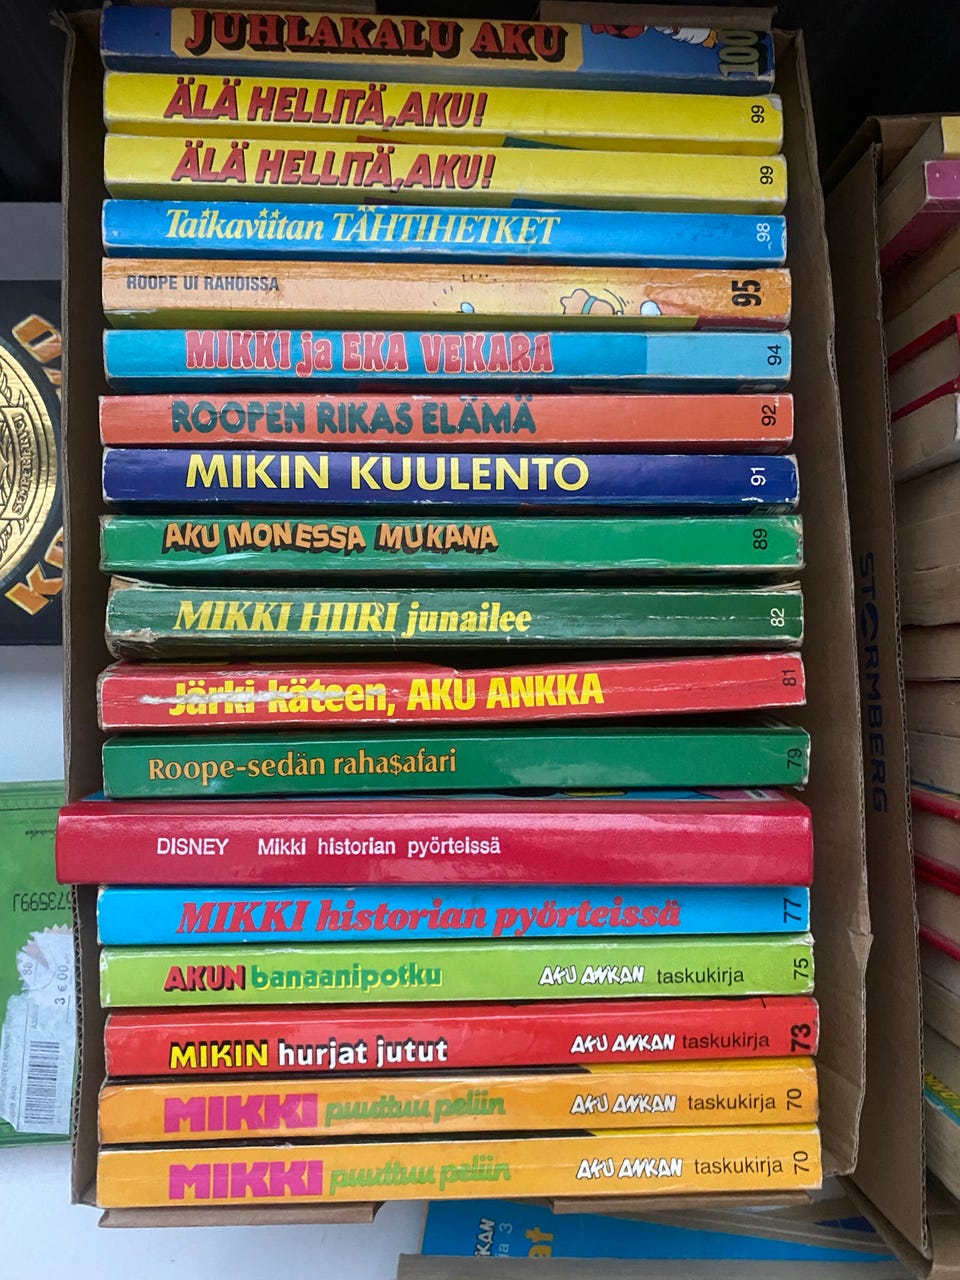 JUHLAKALU AKU 100
ÄLÄ HELLITÄ, AKU! 99
ÄLÄ HELLITÄ, AKU! 99
Taikaviitan TÄHTIHETKET 98
ROOPE UI RAHOISSA 95
MIKKI ja EKA VEKARA 94
ROOPEN RIKAS ELÄMÄ 92
MIKIN KUULENTO 91
AKU MONESSA MUKANA 89
MIKKI HIIRI junailee 82
Järki käteen, AKU ANKKA 81
Roope-sedän raha$afari 79
DISNEY Mikki historian pyörteissä
MIKKI historian pyörteissä 77
AKUN banaanipotku AKU ANKAN taskukirja 75
MIKIN hurjat jutut AKU ANKAN taskukirja 73
MIKKI puuttuu peliin AKU ANKAN taskukirja 70
MIKKI puuttuu peliin AKU ANKAN taskukirja 70
STORMBERG
3 € 00